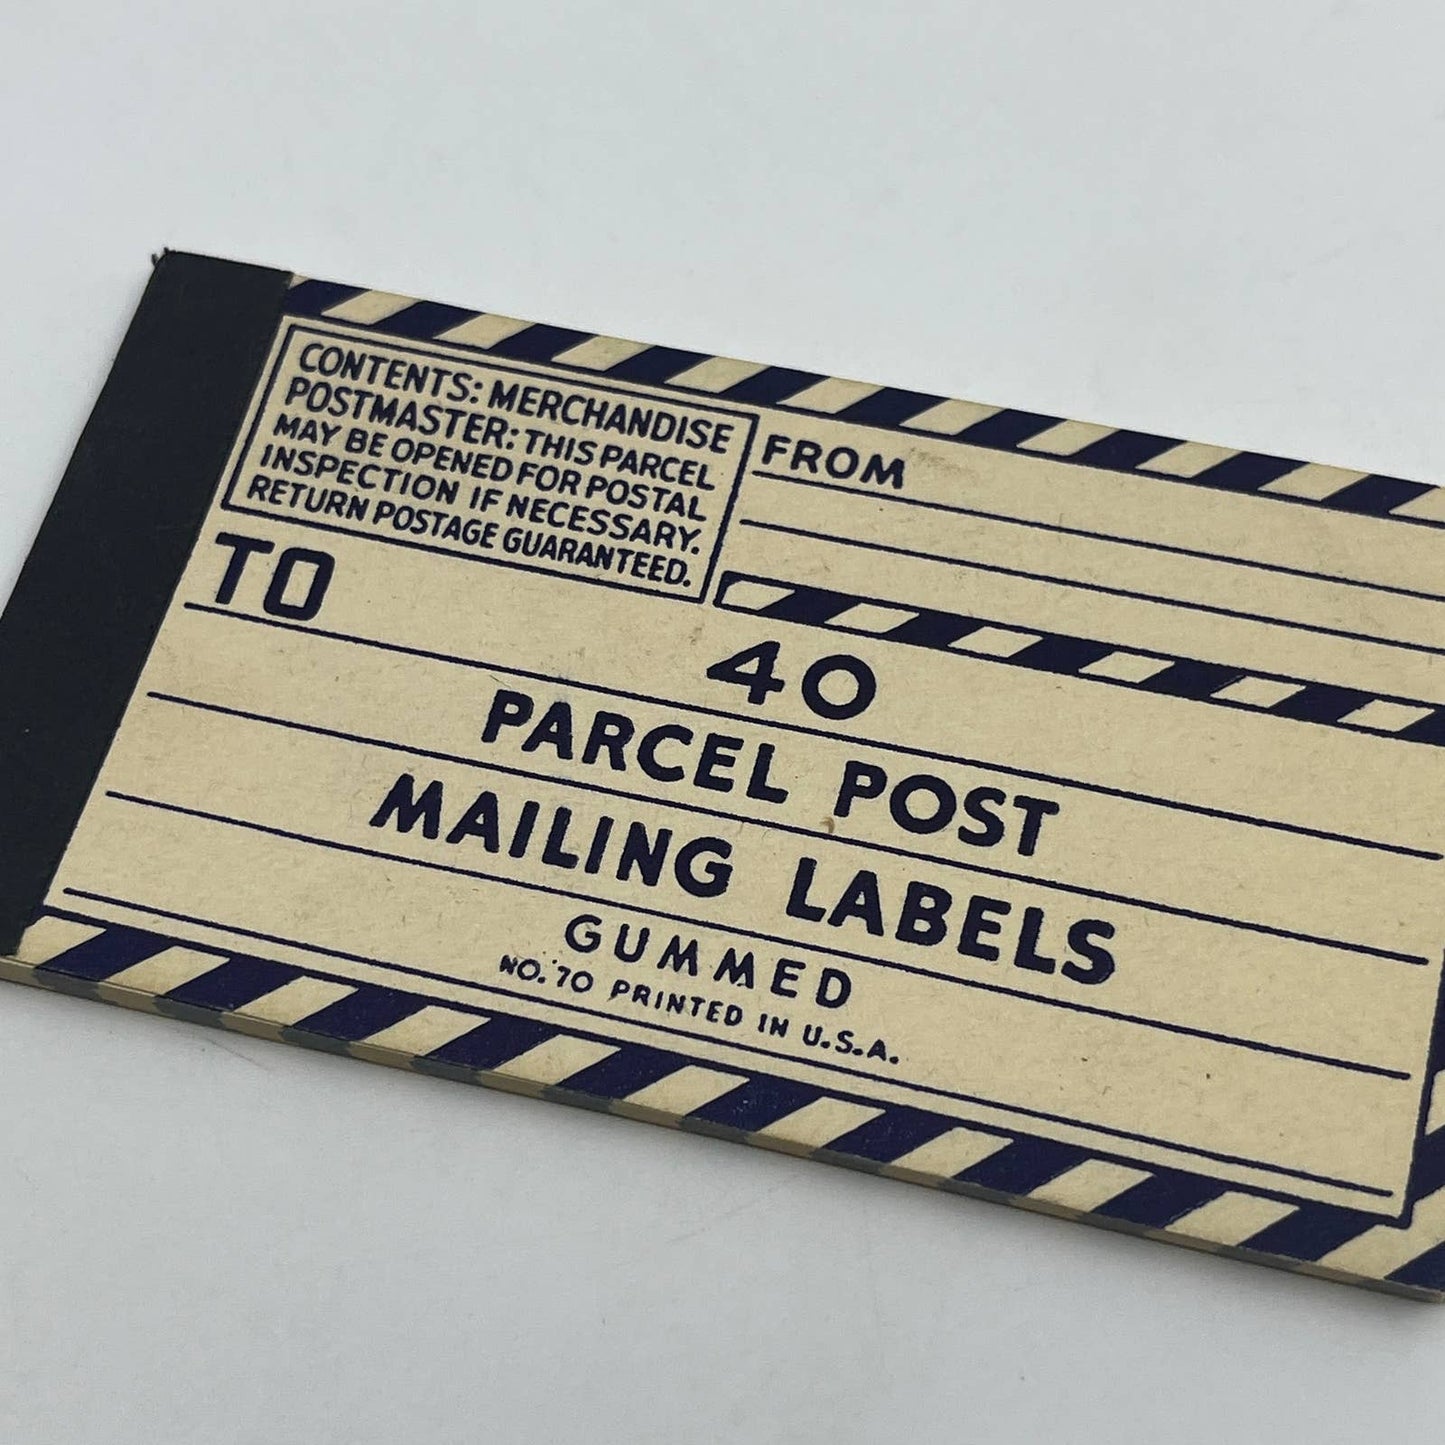 CONTENTS: MERCHANDISE
POSTMASTER: THIS PARCEL
MAY BE OPENED FOR POSTAL
INSPECTION IF NECESSARY.
RETURN POSTAGE GUARANTEED.
FROM
TO
40
PARCEL POST
MAILING LABELS
GUMMED
NO. 70 PRINTED IN U.S.A.